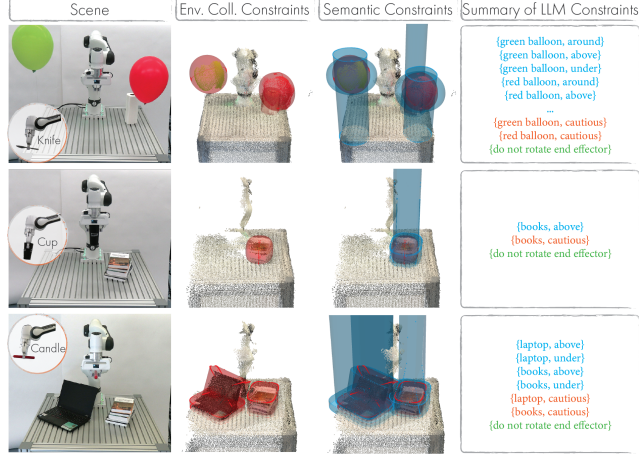 Scene
Env. Coll. Constraints
Semantic Constraints
Summary of LLM Constraints
Knife
{green balloon, around}
{green balloon, above}
{green balloon, under}
{red balloon, around}
{red balloon, above}
...
{green balloon, cautious}
{red balloon, cautious}
{do not rotate end effector}
Cup
{books, above}
{books, cautious}
{do not rotate end effector}
Candle
{laptop, above}
{laptop, under}
{books, above}
{books, under}
{laptop, cautious}
{books, cautious}
{do not rotate end effector}